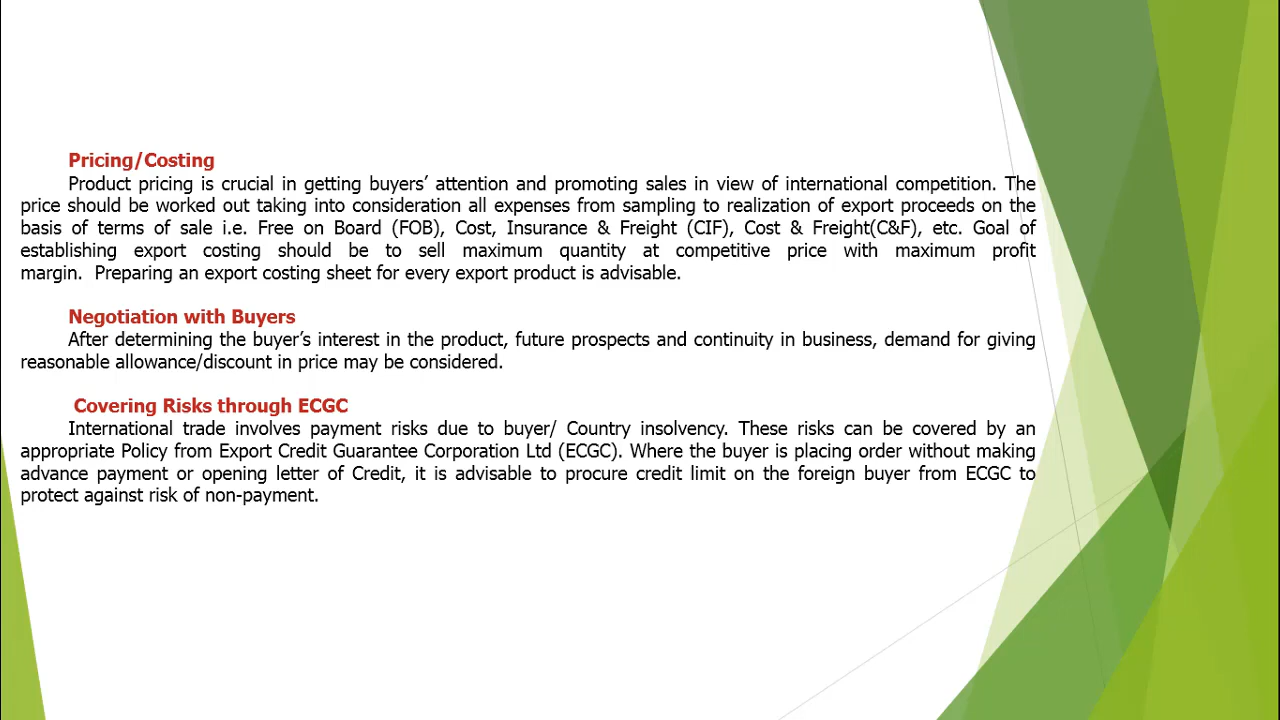 Pricing/Costing
Product pricing is crucial in getting buyers’ attention and promoting sales in view of international competition. The
price should be worked out taking into consideration all expenses from sampling to realization of export proceeds on the
basis of terms of sale i.e. Free on Board (FOB), Cost, Insurance & Freight (CIF), Cost & Freight(C&F), etc. Goal of
establishing export costing should be to sell maximum quantity at competitive price with maximum profit
margin. Preparing an export costing sheet for every export product is advisable.
Negotiation with Buyers
After determining the buyer’s interest in the product, future prospects and continuity in business, demand for giving
reasonable allowance/discount in price may be considered.
Covering Risks through ECGC
International trade involves payment risks due to buyer/ Country insolvency. These risks can be covered by an
appropriate Policy from Export Credit Guarantee Corporation Ltd (ECGC). Where the buyer is placing order without making
advance payment or opening letter of Credit, it is advisable to procure credit limit on the foreign buyer from ECGC to
protect against risk of non-payment.